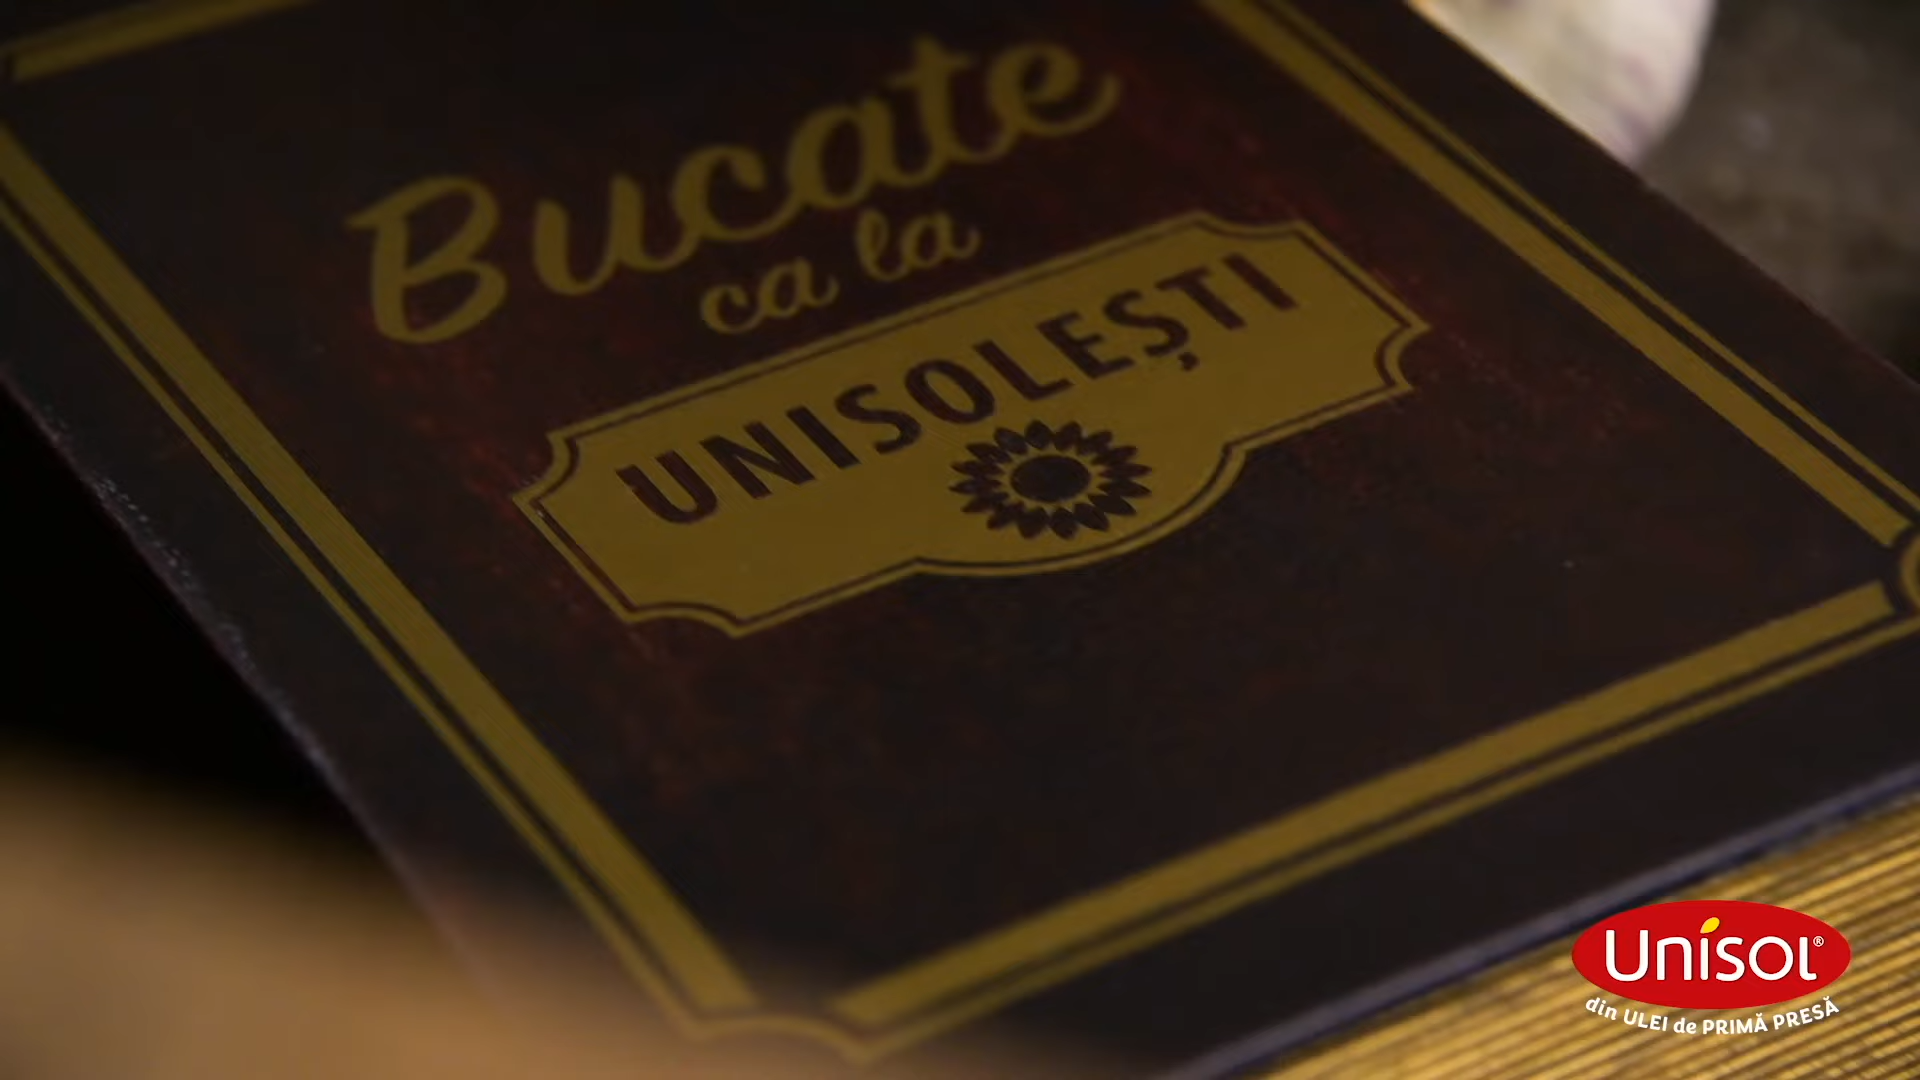 Bucate
ca la
UNISOLEȘTI
Unisol®
din ULEI de PRIMĂ PRESĂ